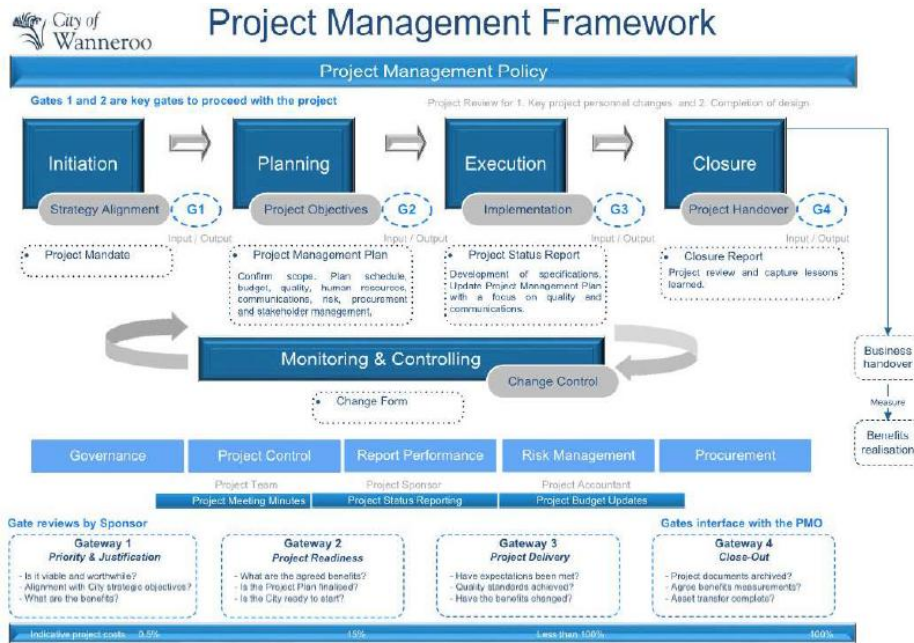 City of
Wanneroo
Project Management Framework
Project Management Policy
Gates 1 and 2 are key gates to proceed with the project
Project Review for 1. Key project personnel changes and 2. Completion of design
Initiation
Planning
Execution
Closure
Strategy Alignment
G1
Project Objectives
G2
Implementation
G3
Project Handover
G4
Input / Output
Input / Output
Input / Output
Input / Output
• Project Mandate
• Project Management Plan
Confirm scope. Plan schedule,
budget, quality, human resources,
communications, risk, procurement
and stakeholder management.
• Project Status Report
Development of specifications.
Update Project Management Plan
with a focus on quality and
communications.
• Closure Report
Project review and capture lessons
learned.
Monitoring & Controlling
Change Control
• Change Form
Business
handover
Measure
Benefits
realisation
Governance
Project Control
Report Performance
Risk Management
Procurement
Project Team
Project Sponsor
Project Accountant
Project Meeting Minutes
Project Status Reporting
Project Budget Updates
Gate reviews by Sponsor
Gates interface with the PMO
Gateway 1
Priority & Justification
- Is it viable and worthwhile?
- Alignment with City strategic objectives?
- What are the benefits?
Gateway 2
Project Readiness
- What are the agreed benefits?
- Is the Project Plan finalised?
- Is the City ready to start?
Gateway 3
Project Delivery
- Have expectations been met?
- Quality standards achieved?
- Have the benefits changed?
Gateway 4
Close-Out
- Project documents archived?
- Agree benefits measurements?
- Asset transfer complete?
Indicative project costs 0.5%
15%
Less than 100%
100%